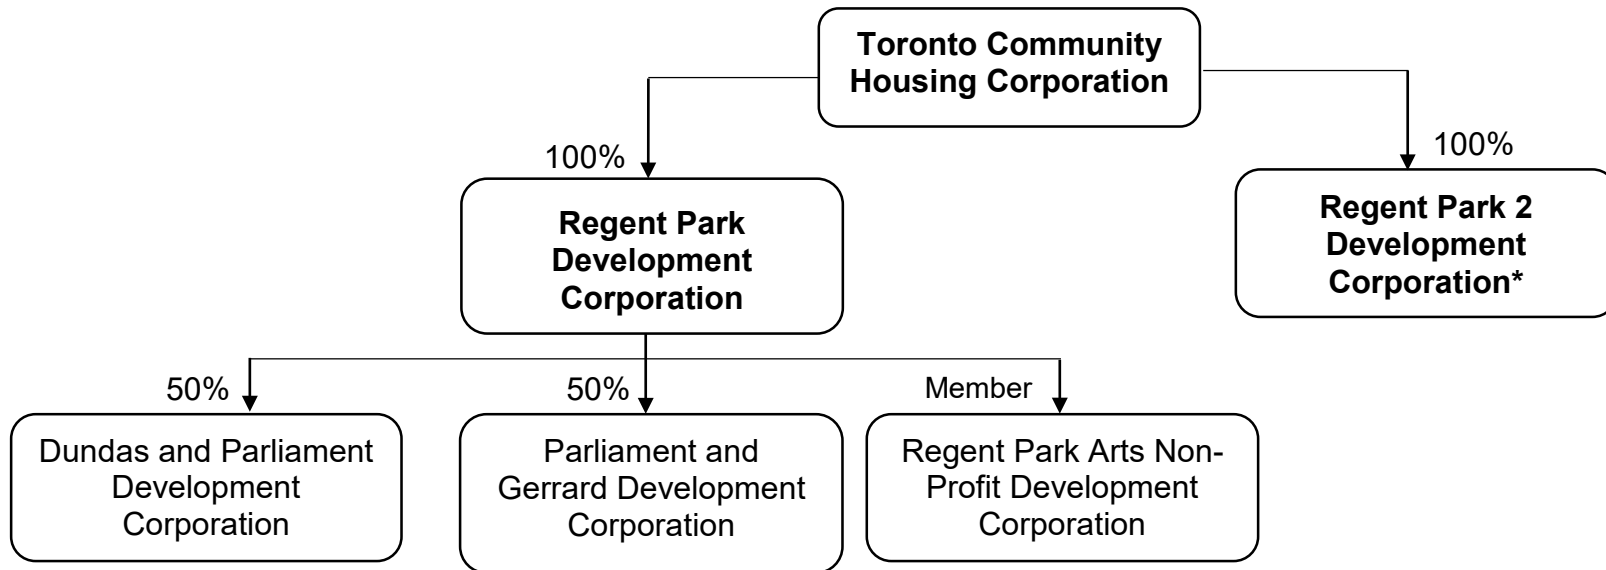 Toronto Community
Housing Corporation
100%
100%
Regent Park
Development
Corporation
Regent Park 2
Development
Corporation*
50%
50%
Member
Dundas and Parliament
Development
Corporation
Parliament and
Gerrard Development
Corporation
Regent Park Arts Non-
Profit Development
Corporation